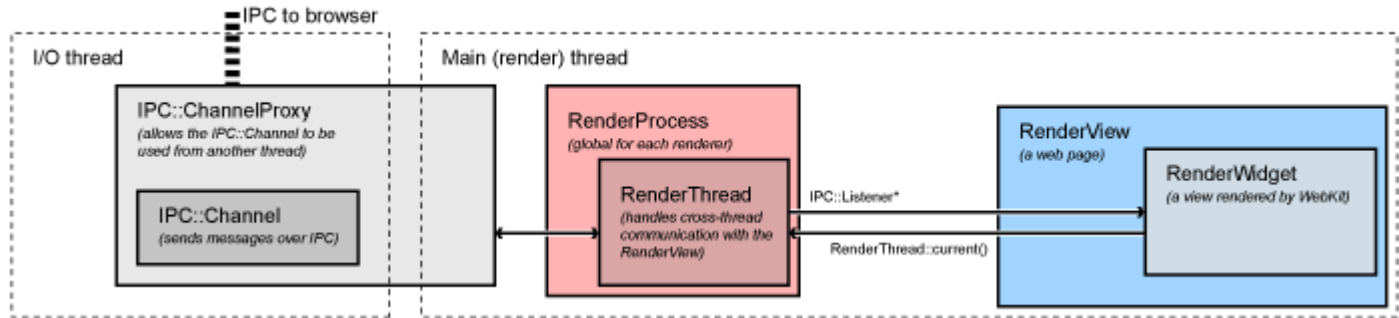 IPC to browser
I/O thread
Main (render) thread
IPC::ChannelProxy
(allows the IPC::Channel to be
used from another thread)
IPC::Channel
(sends messages over IPC)
RenderProcess
(global for each renderer)
RenderThread
(handles cross-thread
communication with the
RenderView)
IPC::Listener*
RenderThread::current()
RenderView
(a web page)
RenderWidget
(a view rendered by WebKit)